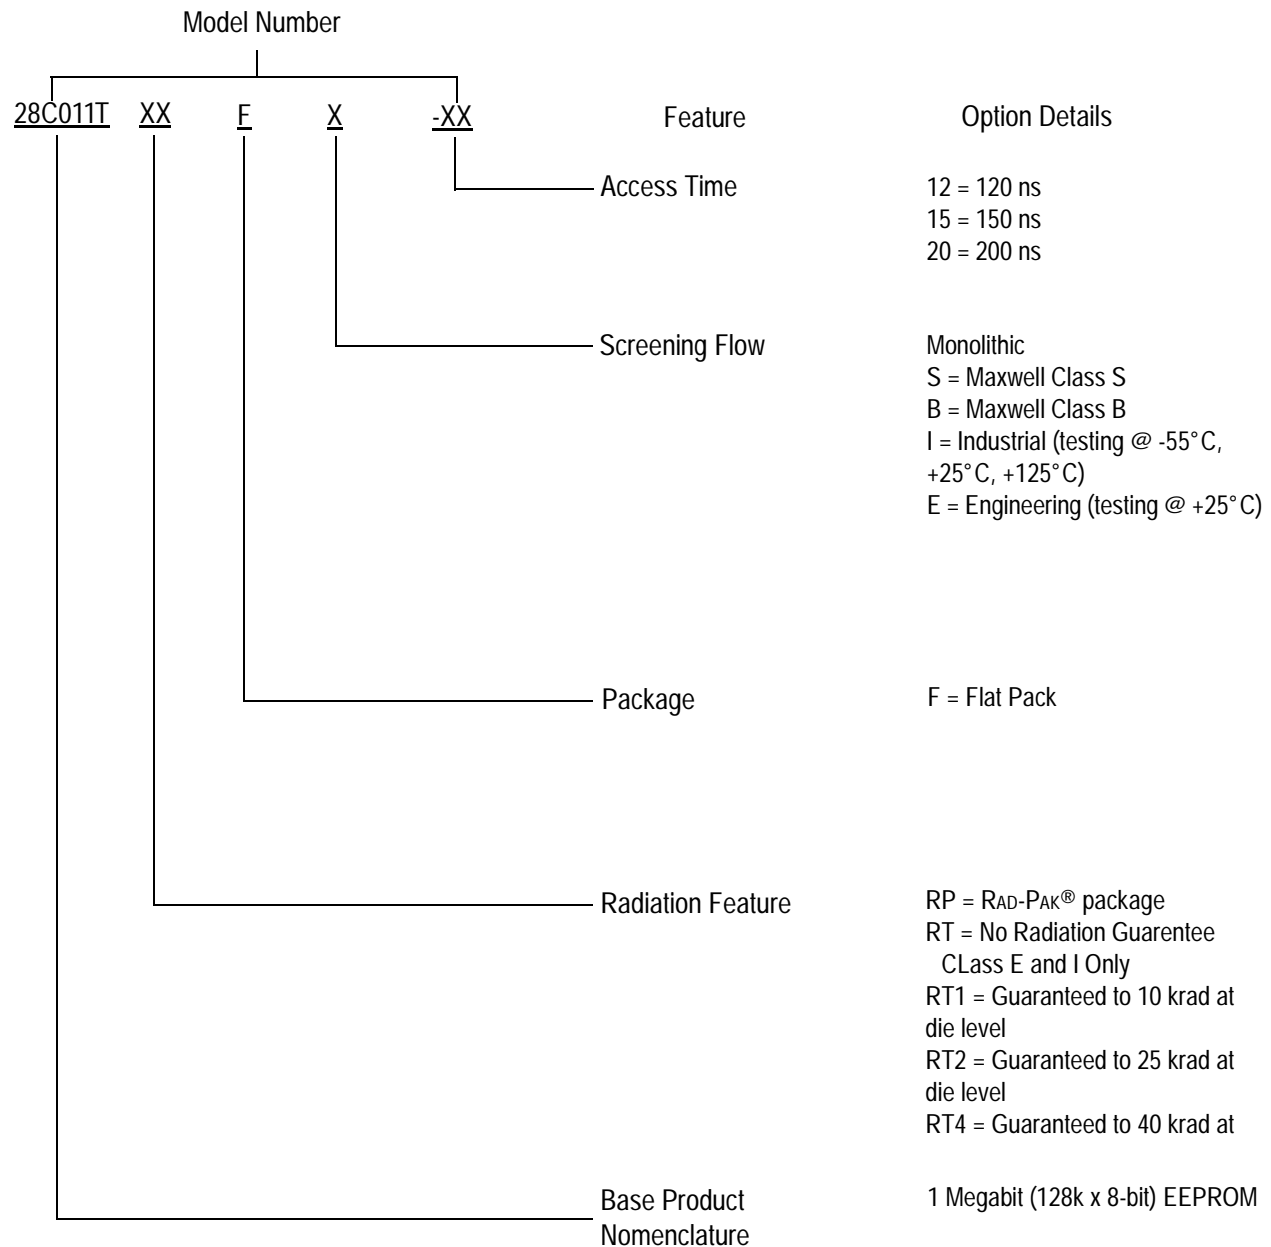 Model Number
28C011T XX F X -XX Feature Option Details
Access Time 12 = 120 ns
15 = 150 ns
20 = 200 ns
Screening Flow Monolithic
S = Maxwell Class S
B = Maxwell Class B
I = Industrial (testing @ -55°C,
+25°C, +125°C)
E = Engineering (testing @ +25°C)
Package F = Flat Pack
Radiation Feature RP = RAD-PAK® package
RT = No Radiation Guarentee
CLass E and I Only
RT1 = Guaranteed to 10 krad at
die level
RT2 = Guaranteed to 25 krad at
die level
RT4 = Guaranteed to 40 krad at
Base Product 1 Megabit (128k x 8-bit) EEPROM
Nomenclature